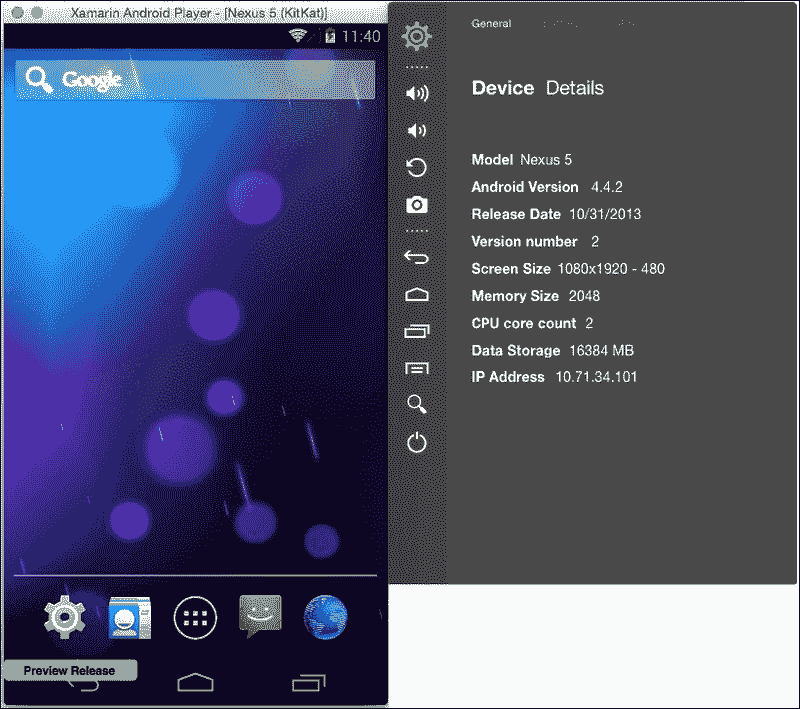 Xamarin Android Player - [Nexus 5 (KitKat)]
11:40
Google
Preview Release
General
Device Details
Model Nexus 5
Android Version 4.4.2
Release Date 10/31/2013
Version number 2
Screen Size 1080x1920 - 480
Memory Size 2048
CPU core count 2
Data Storage 16384 MB
IP Address 10.71.34.101